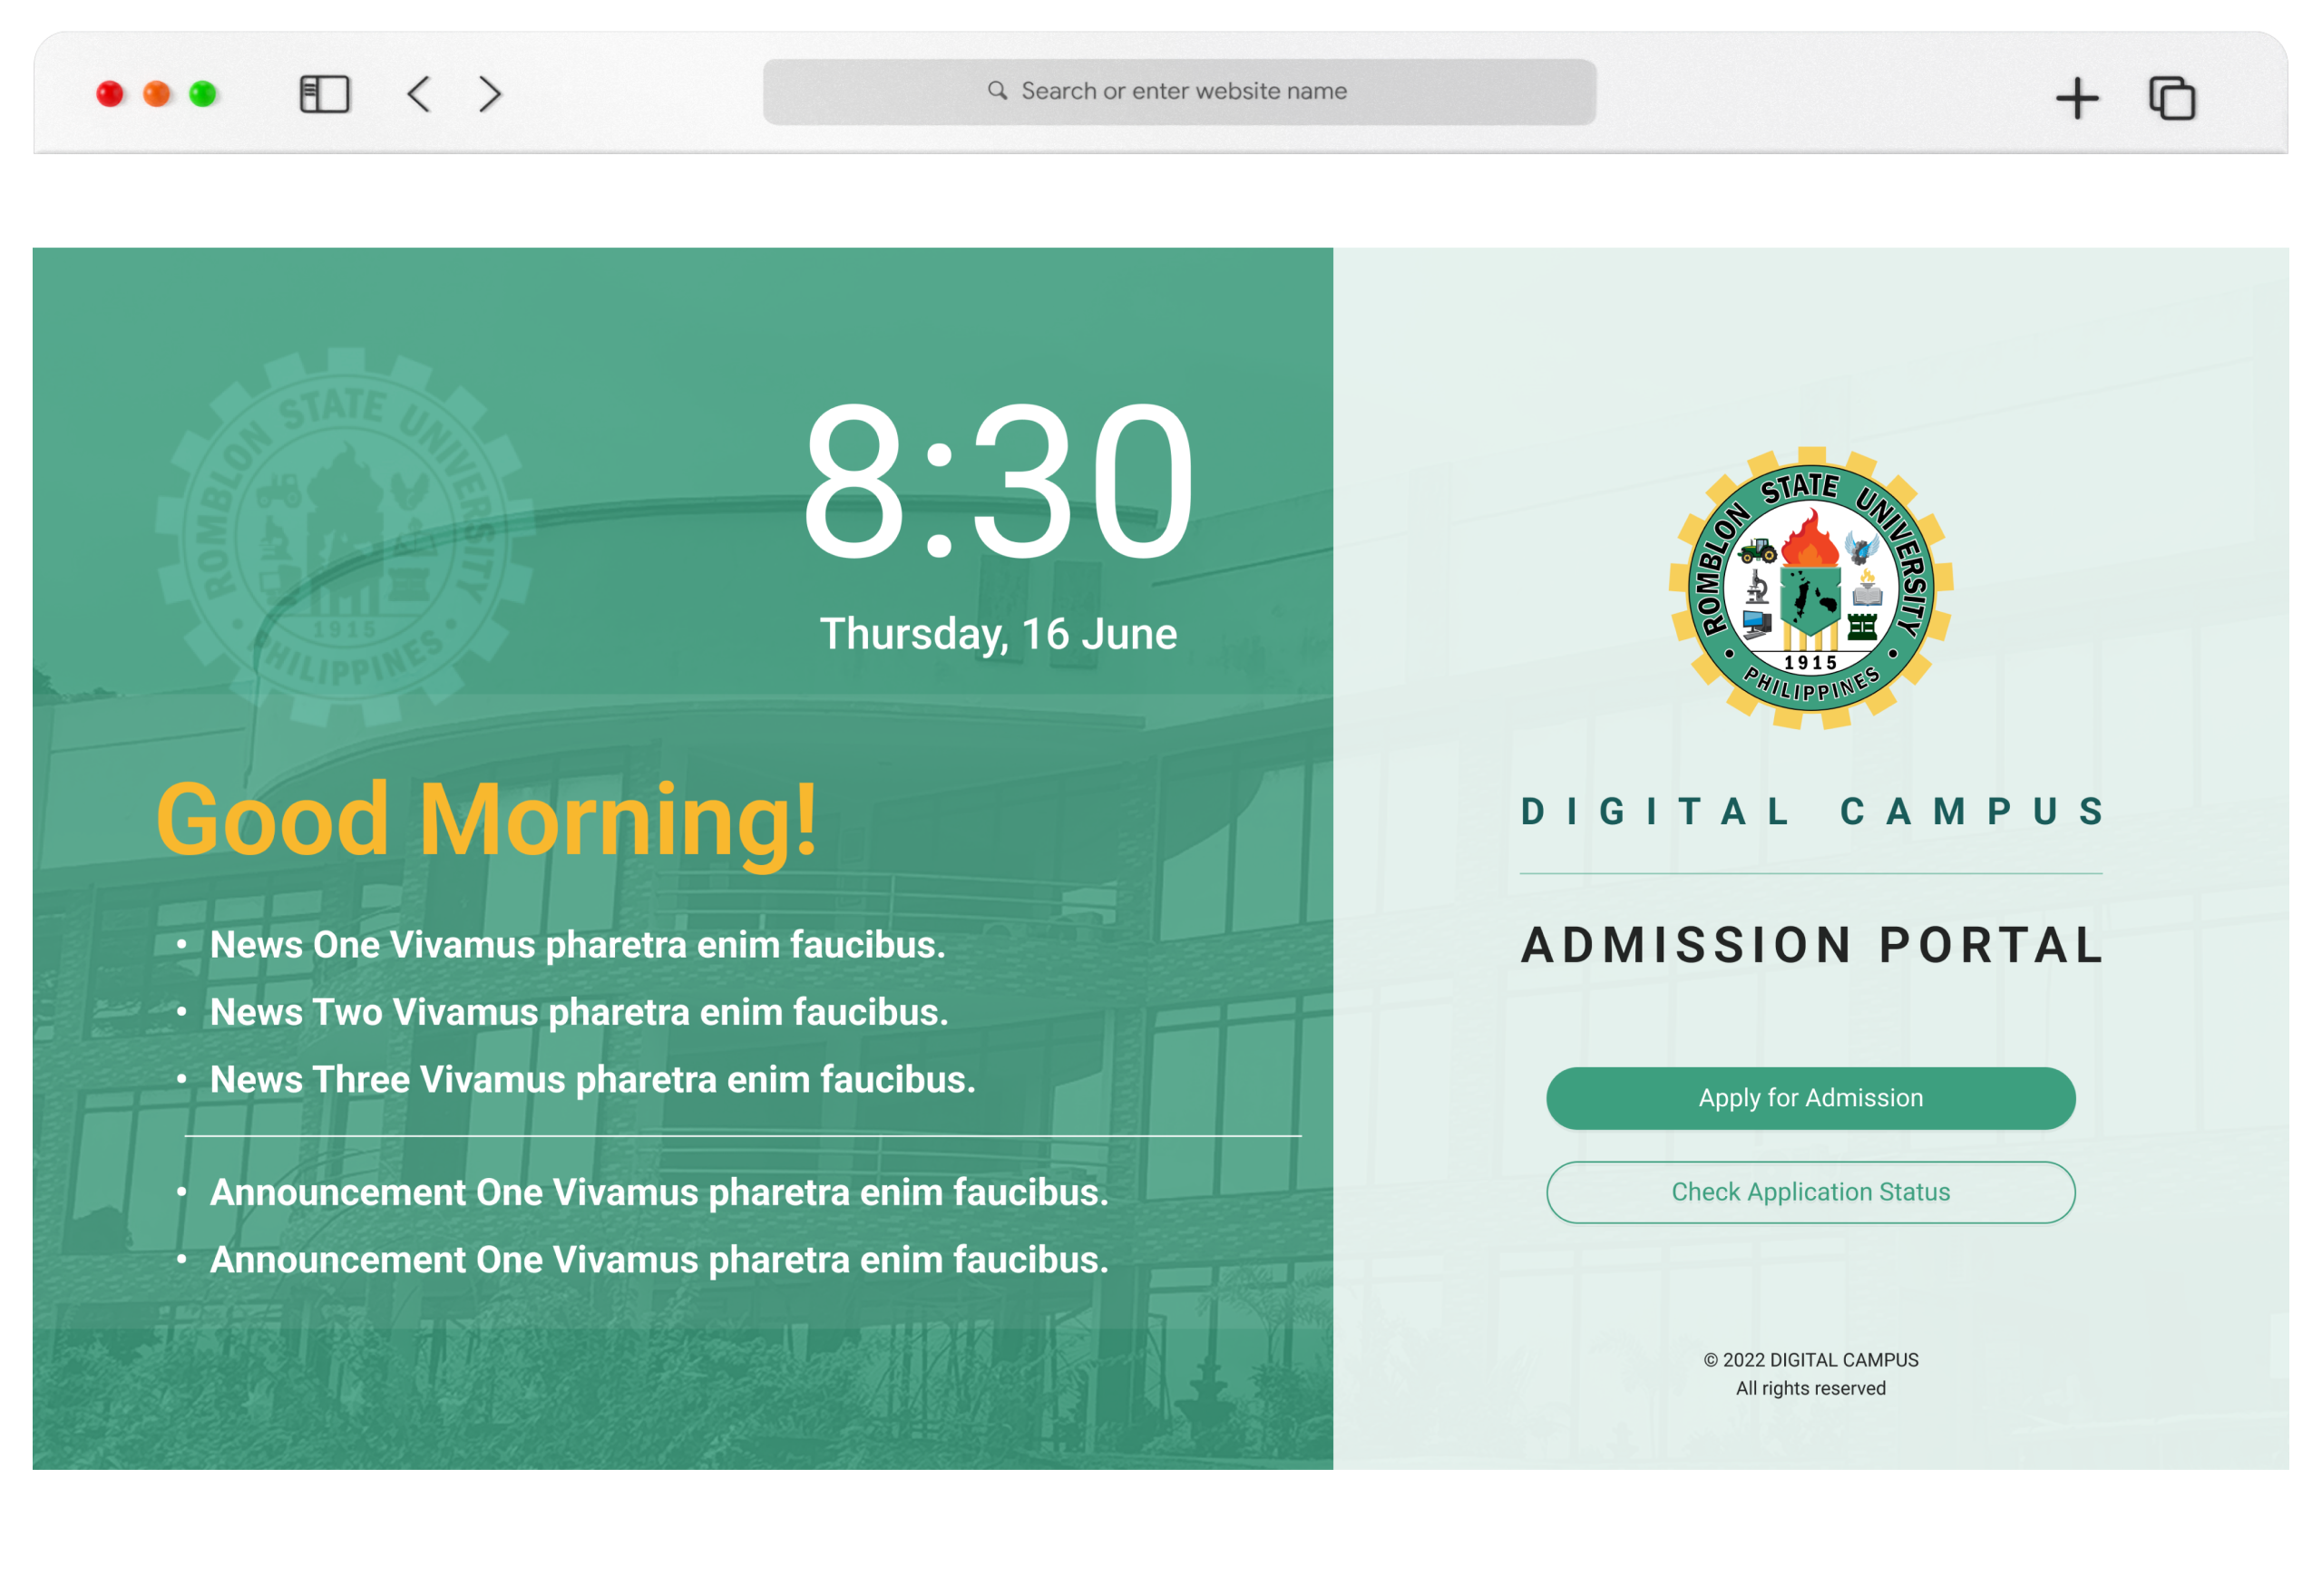 Search or enter website name
ROMBLON STATE UNIVERSITY
1915
PHILIPPINES
8:30
Thursday, 16 June
Good Morning!
• News One Vivamus pharetra enim faucibus.
• News Two Vivamus pharetra enim faucibus.
• News Three Vivamus pharetra enim faucibus.
• Announcement One Vivamus pharetra enim faucibus.
• Announcement One Vivamus pharetra enim faucibus.
ROMBLON STATE UNIVERSITY
1915
PHILIPPINES
DIGITAL CAMPUS
ADMISSION PORTAL
Apply for Admission
Check Application Status
© 2022 DIGITAL CAMPUS
All rights reserved